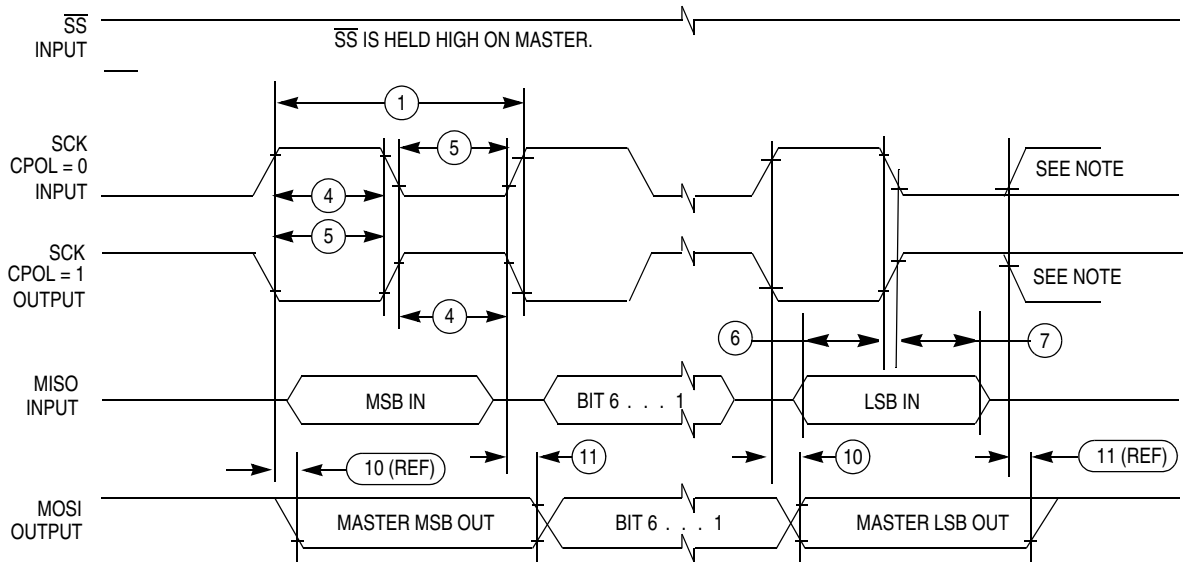 SS
INPUT
SS IS HELD HIGH ON MASTER.
1
SCK
CPOL = 0
INPUT
5
SEE NOTE
4
5
SCK
CPOL = 1
OUTPUT
SEE NOTE
4
6
7
MISO
INPUT
MSB IN
BIT 6 . . . 1
LSB IN
10 (REF)
11
10
11 (REF)
MOSI
OUTPUT
MASTER MSB OUT
BIT 6 . . . 1
MASTER LSB OUT